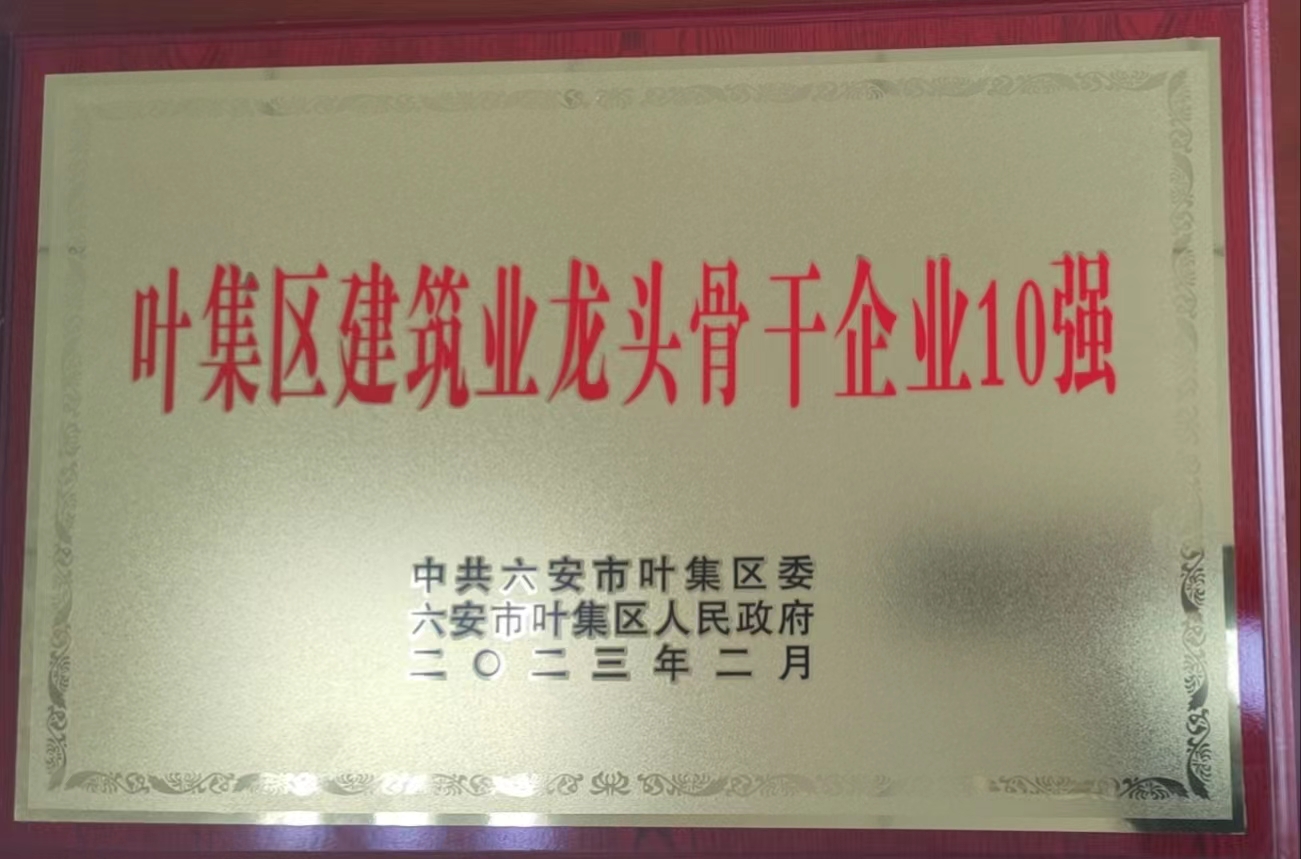 叶集区建筑业龙头骨干企业10强
中共六安市叶集区委
六安市叶集区人民政府
二〇二三年二月